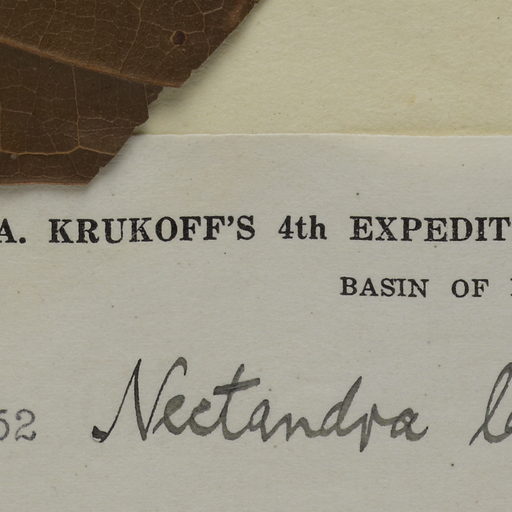 A. KRUKOFF'S 4th EXPEDIT
BASIN OF
52 Nectandra